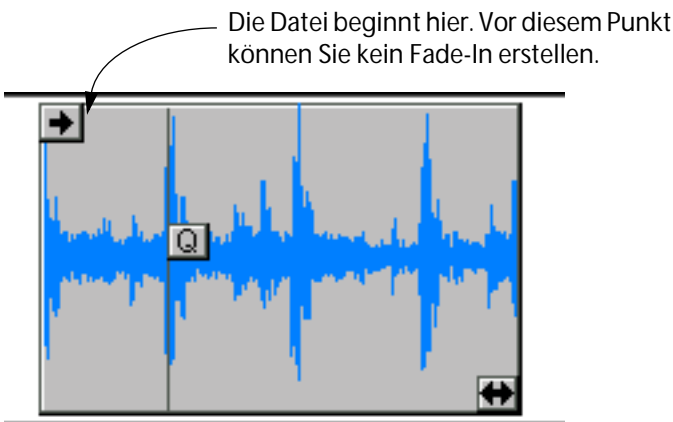 Die Datei beginnt hier. Vor diesem Punkt
können Sie kein Fade-In erstellen.
Q